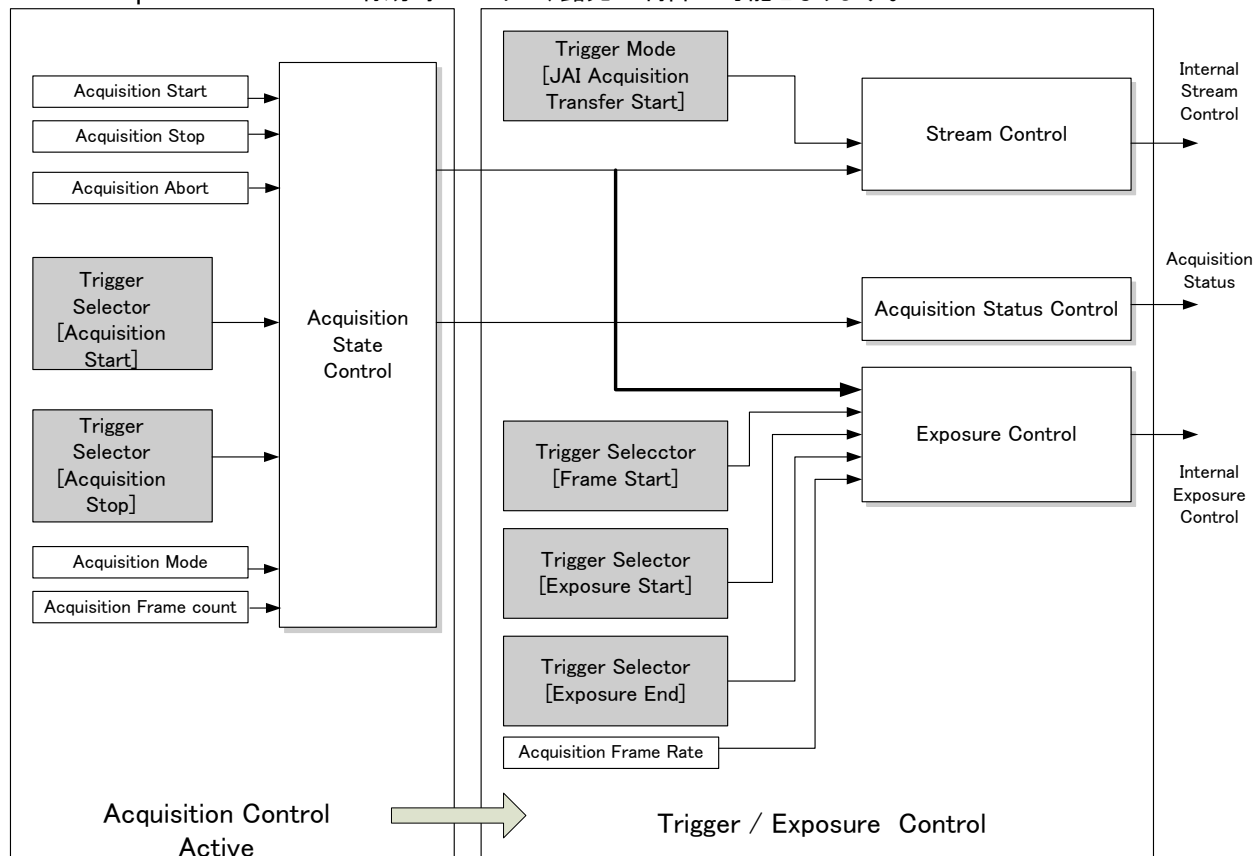 Acquisition Start
Acquisition Stop
Acquisition Abort
Trigger
Selector
[Acquisition
Start]
Trigger
Selector
[Acquisition
Stop]
Acquisition Mode
Acquisition Frame count
Acquisition
State
Control
Acquisition Control
Active
Trigger Mode
[JAI Acquisition
Transfer Start]
Stream Control
Internal
Stream
Control
Acquisition Status Control
Acquisition
Status
Exposure Control
Internal
Exposure
Control
Trigger Selecctor
[Frame Start]
Trigger Selector
[Exposure Start]
Trigger Selector
[Exposure End]
Acquisition Frame Rate
Trigger / Exposure Control